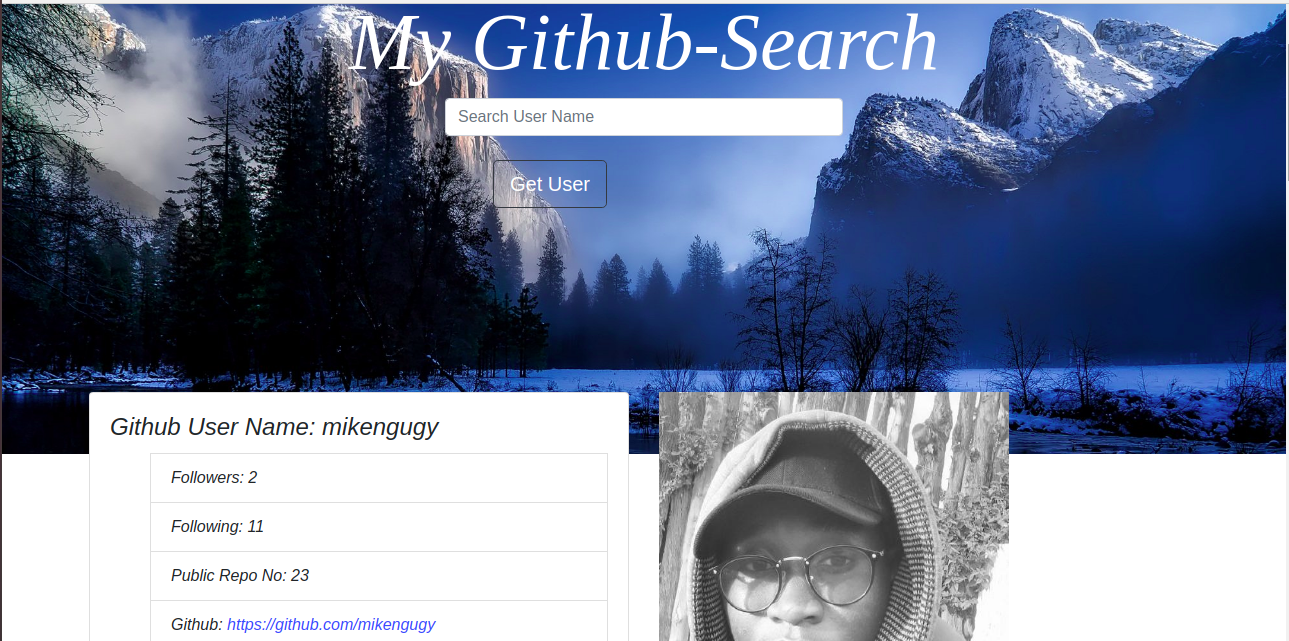 My Github-Search
Search User Name
Get User
Github User Name: mikengugy
Followers: 2
Following: 11
Public Repo No: 23
Github: https://github.com/mikengugy